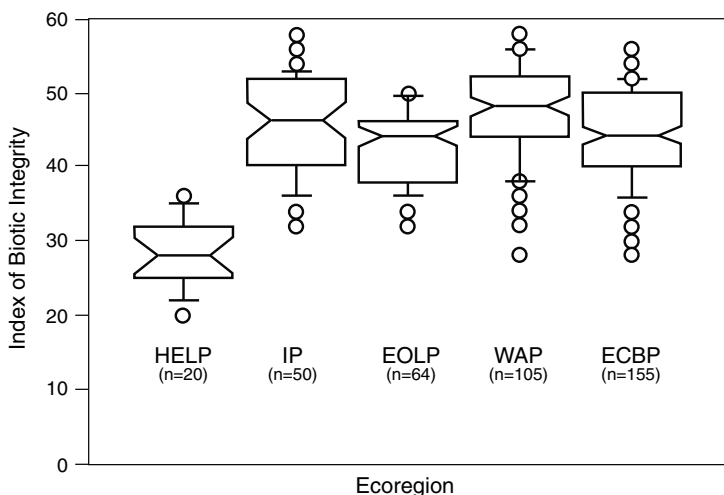 60
50
40
30
20
10
0
Index of Biotic Integrity
HELP
(n=20)
IP
(n=50)
EOLP
(n=64)
WAP
(n=105)
ECBP
(n=155)
Ecoregion